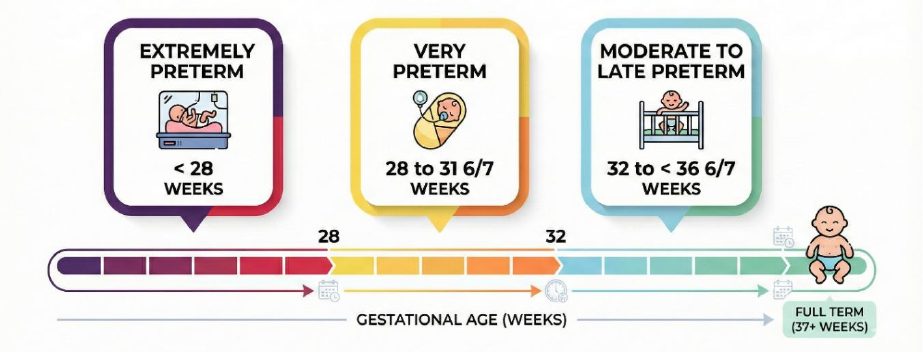 EXTREMELY
PRETERM
< 28
WEEKS
VERY
PRETERM
28 to 31 6/7
WEEKS
MODERATE TO
LATE PRETERM
32 to < 36 6/7
WEEKS
28
32
GESTATIONAL AGE (WEEKS)
FULL TERM
(37+ WEEKS)